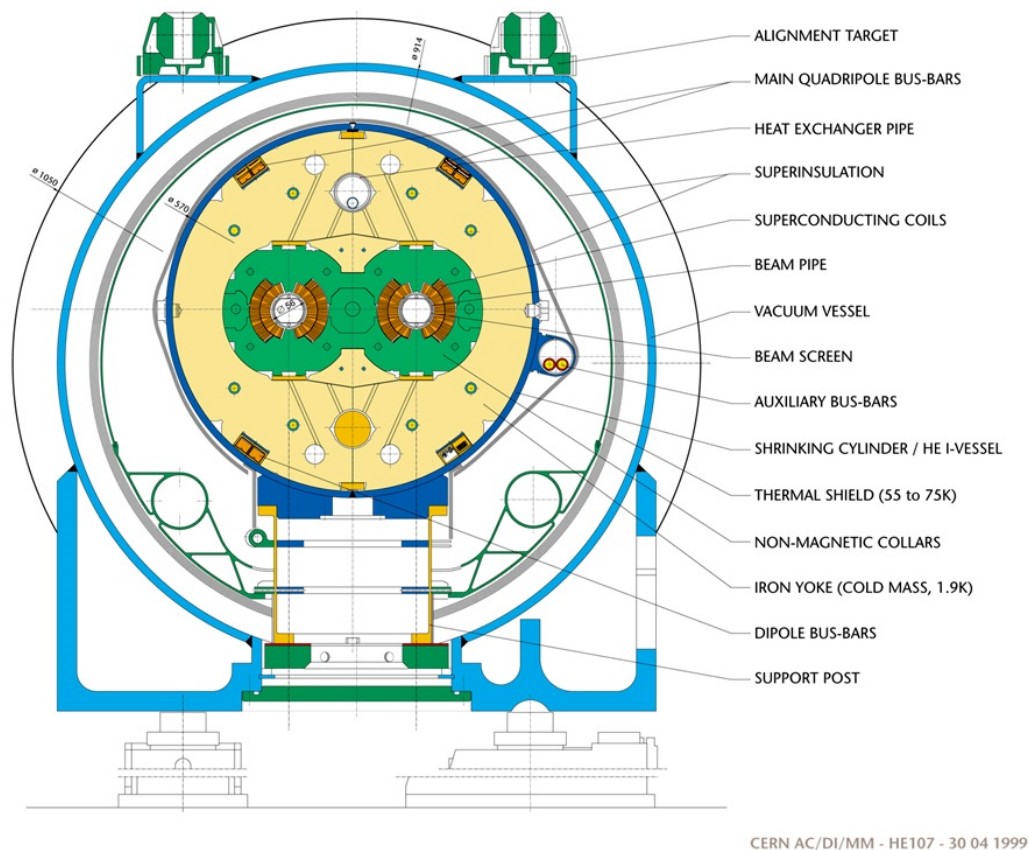 ALIGNMENT TARGET
MAIN QUADRIPOLE BUS-BARS
HEAT EXCHANGER PIPE
SUPERINSULATION
SUPERCONDUCTING COILS
BEAM PIPE
VACUUM VESSEL
BEAM SCREEN
AUXILIARY BUS-BARS
SHRINKING CYLINDER / HE I-VESSEL
THERMAL SHIELD (55 to 75K)
NON-MAGNETIC COLLARS
IRON YOKE (COLD MASS, 1.9K)
DIPOLE BUS-BARS
SUPPORT POST
ø 914
ø 1050
ø 570
ø 56
CERN AC/DI/MM - HE107 - 30 04 1999